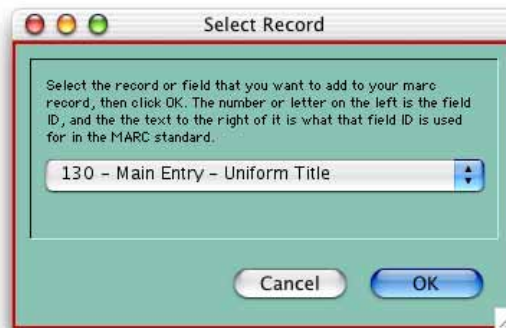 Select Record
Select the record or field that you want to add to your marc
record, then click OK. The number or letter on the left is the field
ID, and the the text to the right of it is what that field ID is used
for in the MARC standard.
130 - Main Entry - Uniform Title
Cancel OK